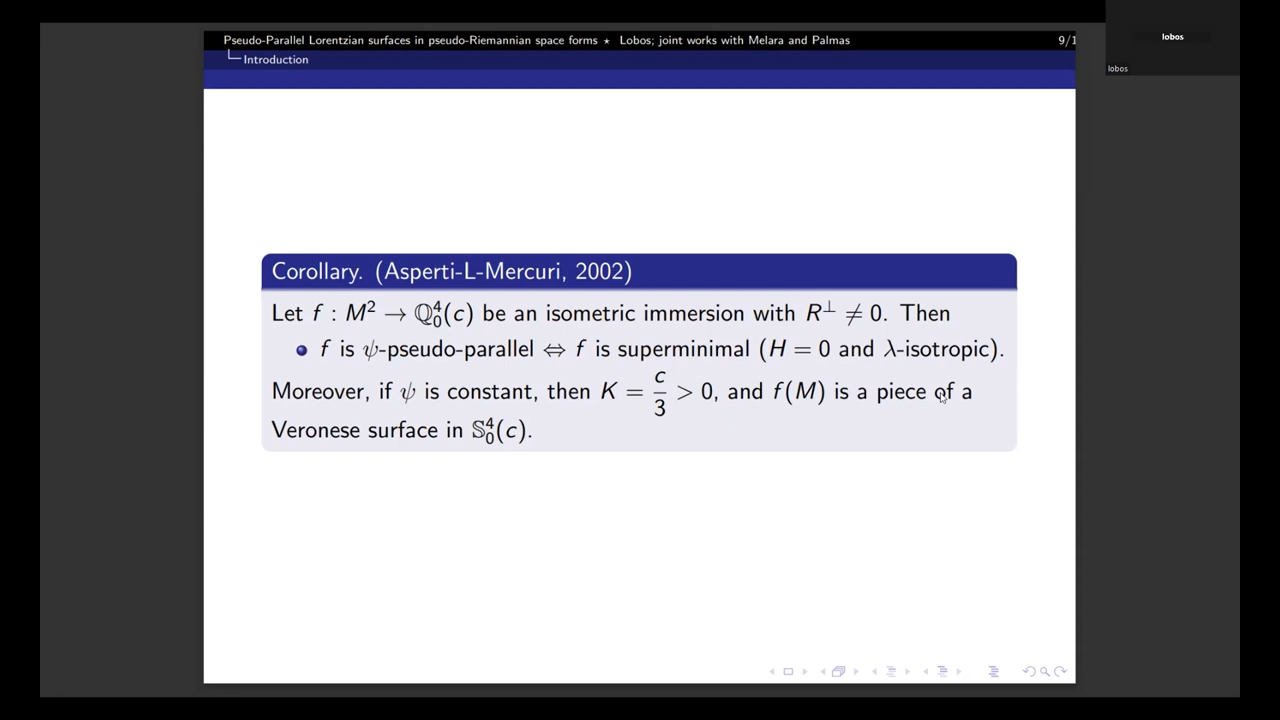 Pseudo-Parallel Lorentzian surfaces in pseudo-Riemannian space forms ⋆ Lobos; joint works with Melara and Palmas 9/1
Introduction
lobos
lobos
Corollary. (Asperti-L-Mercuri, 2002)
Let f : M² → ℚ⁴₀(c) be an isometric immersion with R^⊥ ≠ 0. Then
• f is ψ-pseudo-parallel ⇔ f is superminimal (H = 0 and λ-isotropic).
Moreover, if ψ is constant, then K = c/3 > 0, and f(M) is a piece of a
Veronese surface in 𝕊⁴₀(c).